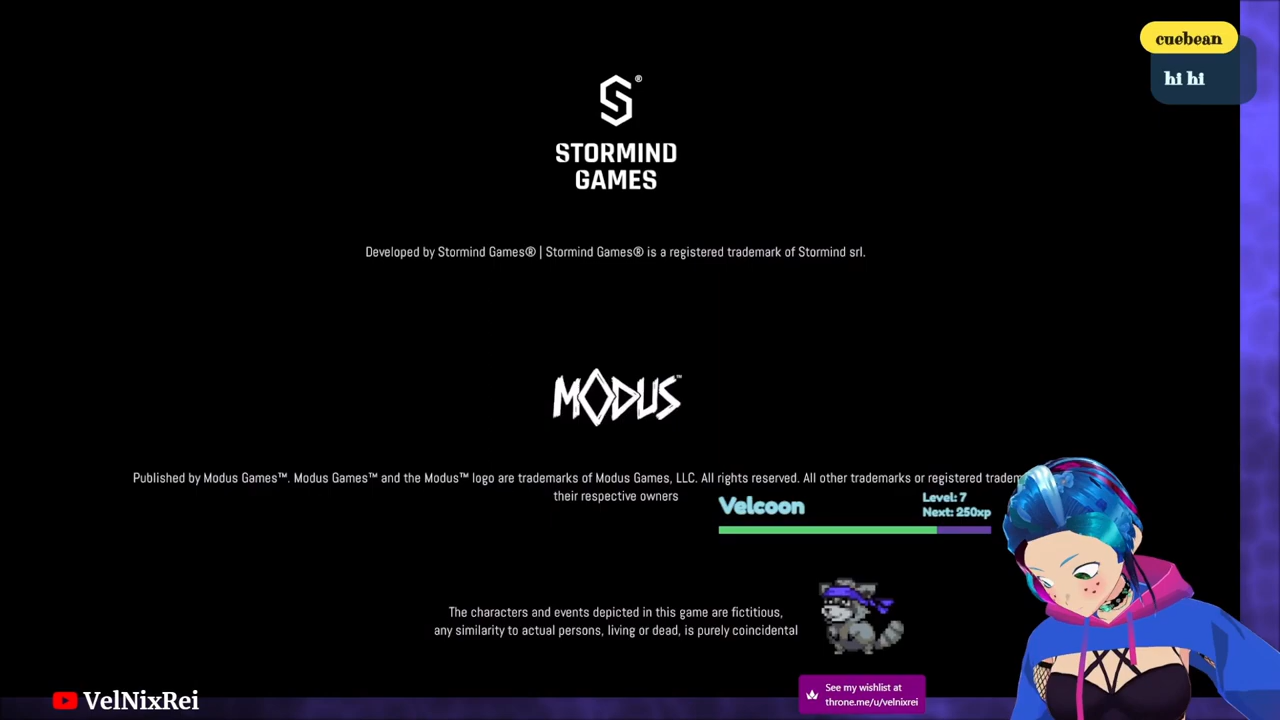 cuebean
hi hi
S®
STORMIND
GAMES
Developed by Stormind Games® | Stormind Games® is a registered trademark of Stormind srl.
MODUS™
Published by Modus Games™. Modus Games™ and the Modus™ logo are trademarks of Modus Games, LLC. All rights reserved. All other trademarks or registered
their respective owners
Velcoon
Level: 7
Next: 250xp
The characters and events depicted in this game are fictitious,
any similarity to actual persons, living or dead, is purely coincidental
See my wishlist at
throne.me/u/velnixrei
VelNixRei